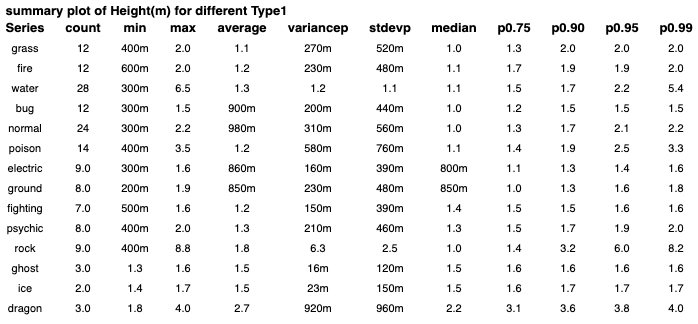 summary plot of Height(m) for different Type1
Series count min max average variancep stdevp median p0.75 p0.90 p0.95 p0.99
grass 12 400m 2.0 1.1 270m 520m 1.0 1.3 2.0 2.0 2.0
fire 12 600m 2.0 1.2 230m 480m 1.1 1.7 1.9 1.9 2.0
water 28 300m 6.5 1.3 1.2 1.1 1.1 1.5 1.7 2.2 5.4
bug 12 300m 1.5 900m 200m 440m 1.0 1.2 1.5 1.5 1.5
normal 24 300m 2.2 980m 310m 560m 1.0 1.3 1.7 2.1 2.2
poison 14 400m 3.5 1.2 580m 760m 1.1 1.4 1.9 2.5 3.3
electric 9.0 300m 1.6 860m 160m 390m 800m 1.1 1.3 1.4 1.6
ground 8.0 200m 1.9 850m 230m 480m 850m 1.0 1.3 1.6 1.8
fighting 7.0 500m 1.6 1.2 150m 390m 1.4 1.5 1.5 1.6 1.6
psychic 8.0 400m 2.0 1.3 210m 460m 1.3 1.5 1.7 1.9 2.0
rock 9.0 400m 8.8 1.8 6.3 2.5 1.0 1.4 3.2 6.0 8.2
ghost 3.0 1.3 1.6 1.5 16m 120m 1.5 1.6 1.6 1.6 1.6
ice 2.0 1.4 1.7 1.5 23m 150m 1.5 1.6 1.7 1.7 1.7
dragon 3.0 1.8 4.0 2.7 920m 960m 2.2 3.1 3.6 3.8 4.0